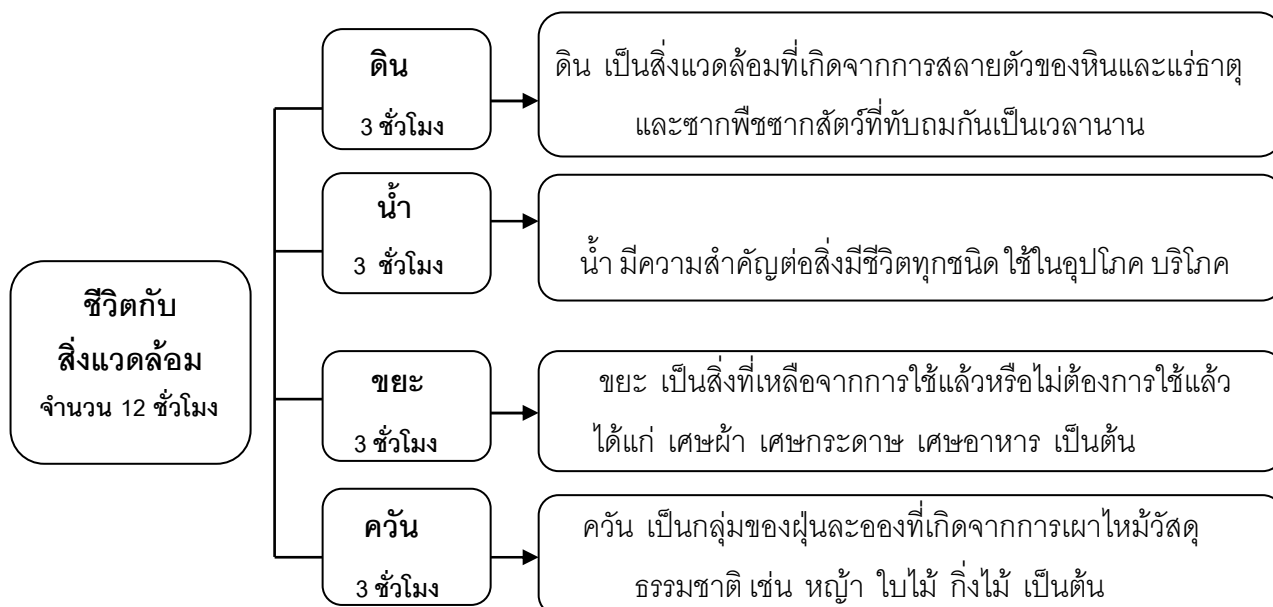 ชีวิตกับ
สิ่งแวดล้อม
จำนวน 12 ชั่วโมง
ดิน
3 ชั่วโมง
ดิน เป็นสิ่งแวดล้อมที่เกิดจากการสลายตัวของหินและแร่ธาตุ
และซากพืชซากสัตว์ที่ทับถมกันเป็นเวลานาน
น้ำ
3 ชั่วโมง
น้ำ มีความสำคัญต่อสิ่งมีชีวิตทุกชนิด ใช้ในอุปโภค บริโภค
ขยะ
3 ชั่วโมง
ขยะ เป็นสิ่งที่เหลือจากการใช้แล้วหรือไม่ต้องการใช้แล้ว
ได้แก่ เศษผ้า เศษกระดาษ เศษอาหาร เป็นต้น
ควัน
3 ชั่วโมง
ควัน เป็นกลุ่มของฝุ่นละอองที่เกิดจากการเผาไหม้วัสดุ
ธรรมชาติ เช่น หญ้า ใบไม้ กิ่งไม้ เป็นต้น